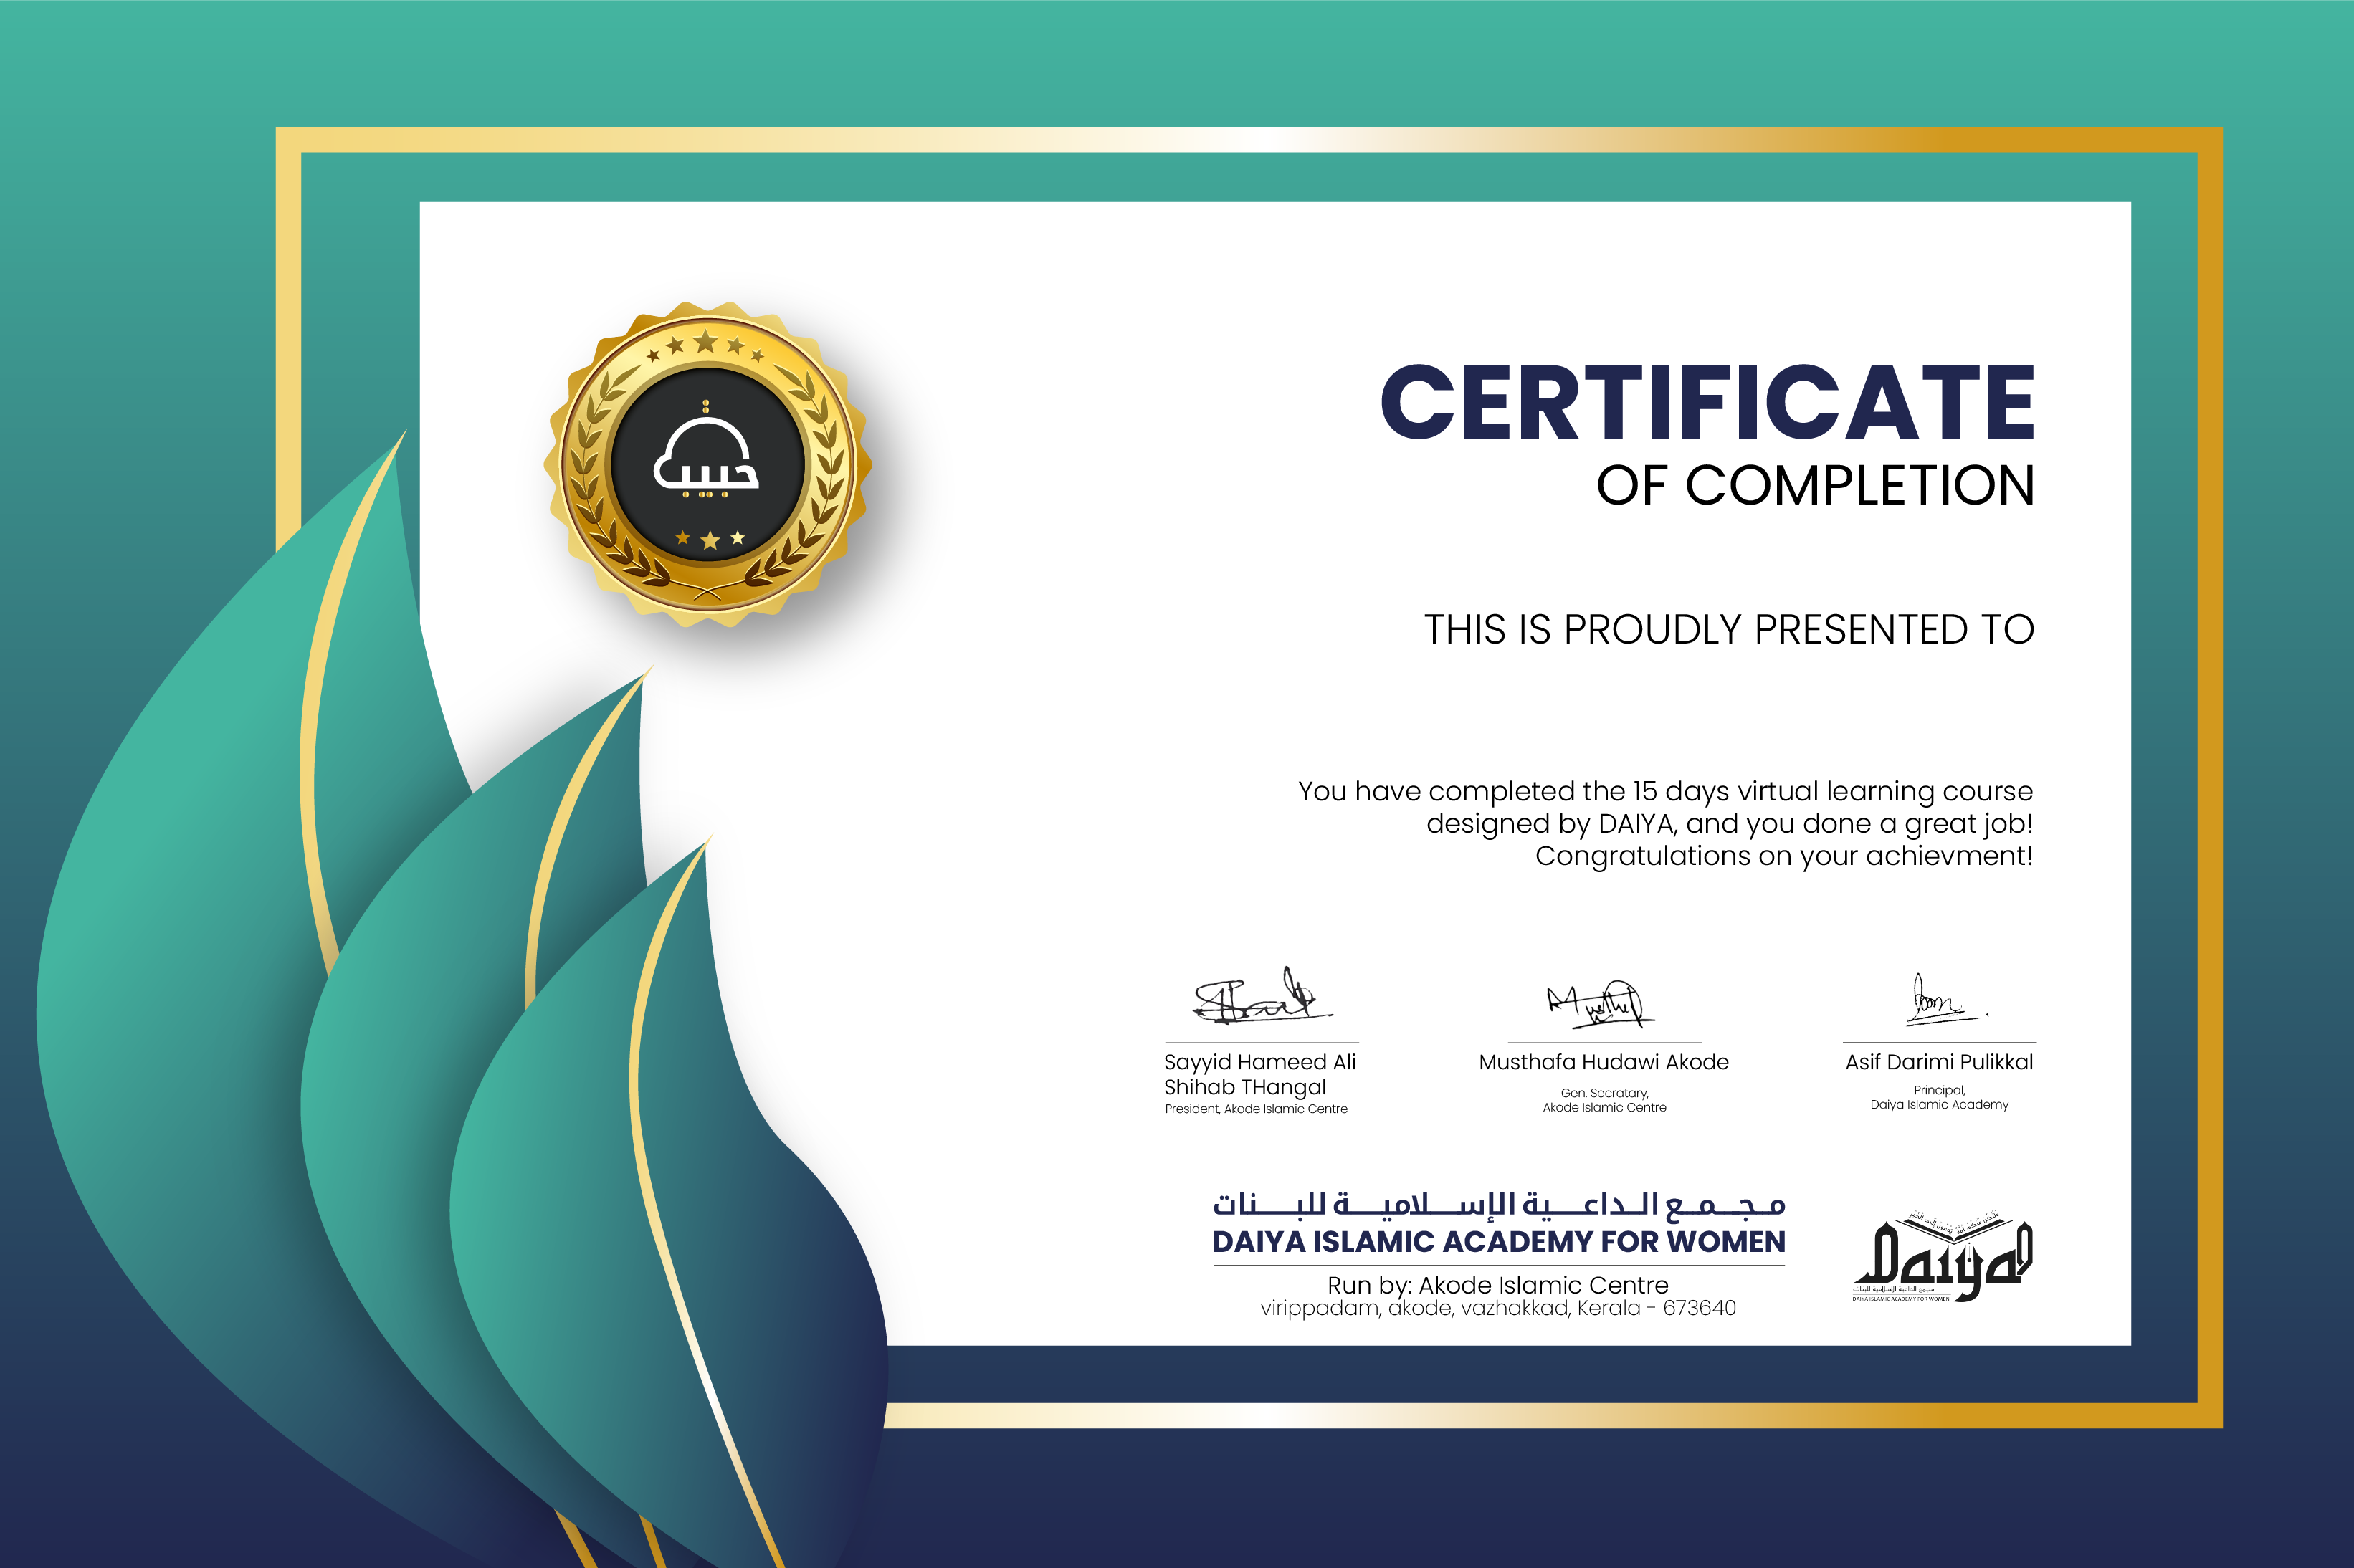 CERTIFICATE
OF COMPLETION
THIS IS PROUDLY PRESENTED TO
You have completed the 15 days virtual learning course
designed by DAIYA, and you done a great job!
Congratulations on your achievment!
Sayyid Hameed Ali
Shihab THangal
President, Akode Islamic Centre
Musthafa Hudawi Akode
Gen. Secratary,
Akode Islamic Centre
Asif Darimi Pulikkal
Principal,
Daiya Islamic Academy
مجمع الداعية الإسلامية للبنات
DAIYA ISLAMIC ACADEMY FOR WOMEN
Run by: Akode Islamic Centre
virippadam, akode, vazhakkad, Kerala - 673640
Daiya
مجمع الداعية الإسلامية للبنات
DAIYA ISLAMIC ACADEMY FOR WOMEN